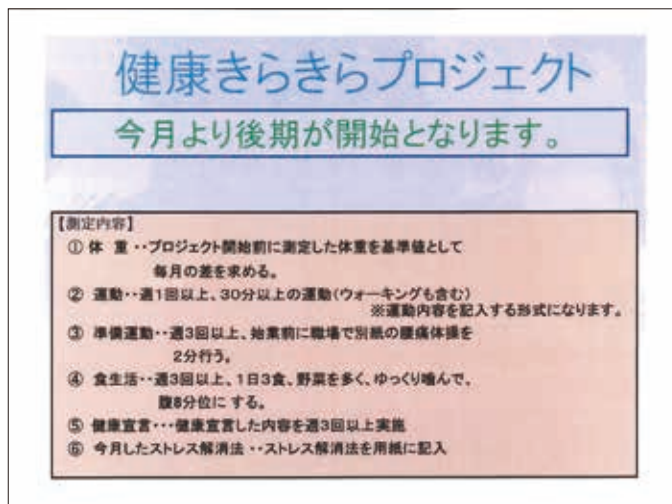 健康きらきらプロジェクト
今月より後期が開始となります。
【測定内容】
① 体 重 ‥プロジェクト開始前に測定した体重を基準値として
毎月の差を求める。
② 運動‥週1回以上、30分以上の運動(ウォーキングも含む)
※運動内容を記入する形式になります。
③ 準備運動‥週3回以上、始業前に職場で別紙の腰痛体操を
2分行う。
④ 食生活‥週3回以上、1日3食、野菜を多く、ゆっくり噛んで、
腹8分位に する。
⑤ 健康宣言‥・健康宣言した内容を週3回以上実施
⑥ 今月したストレス解消法 ‥ストレス解消法を用紙に記入